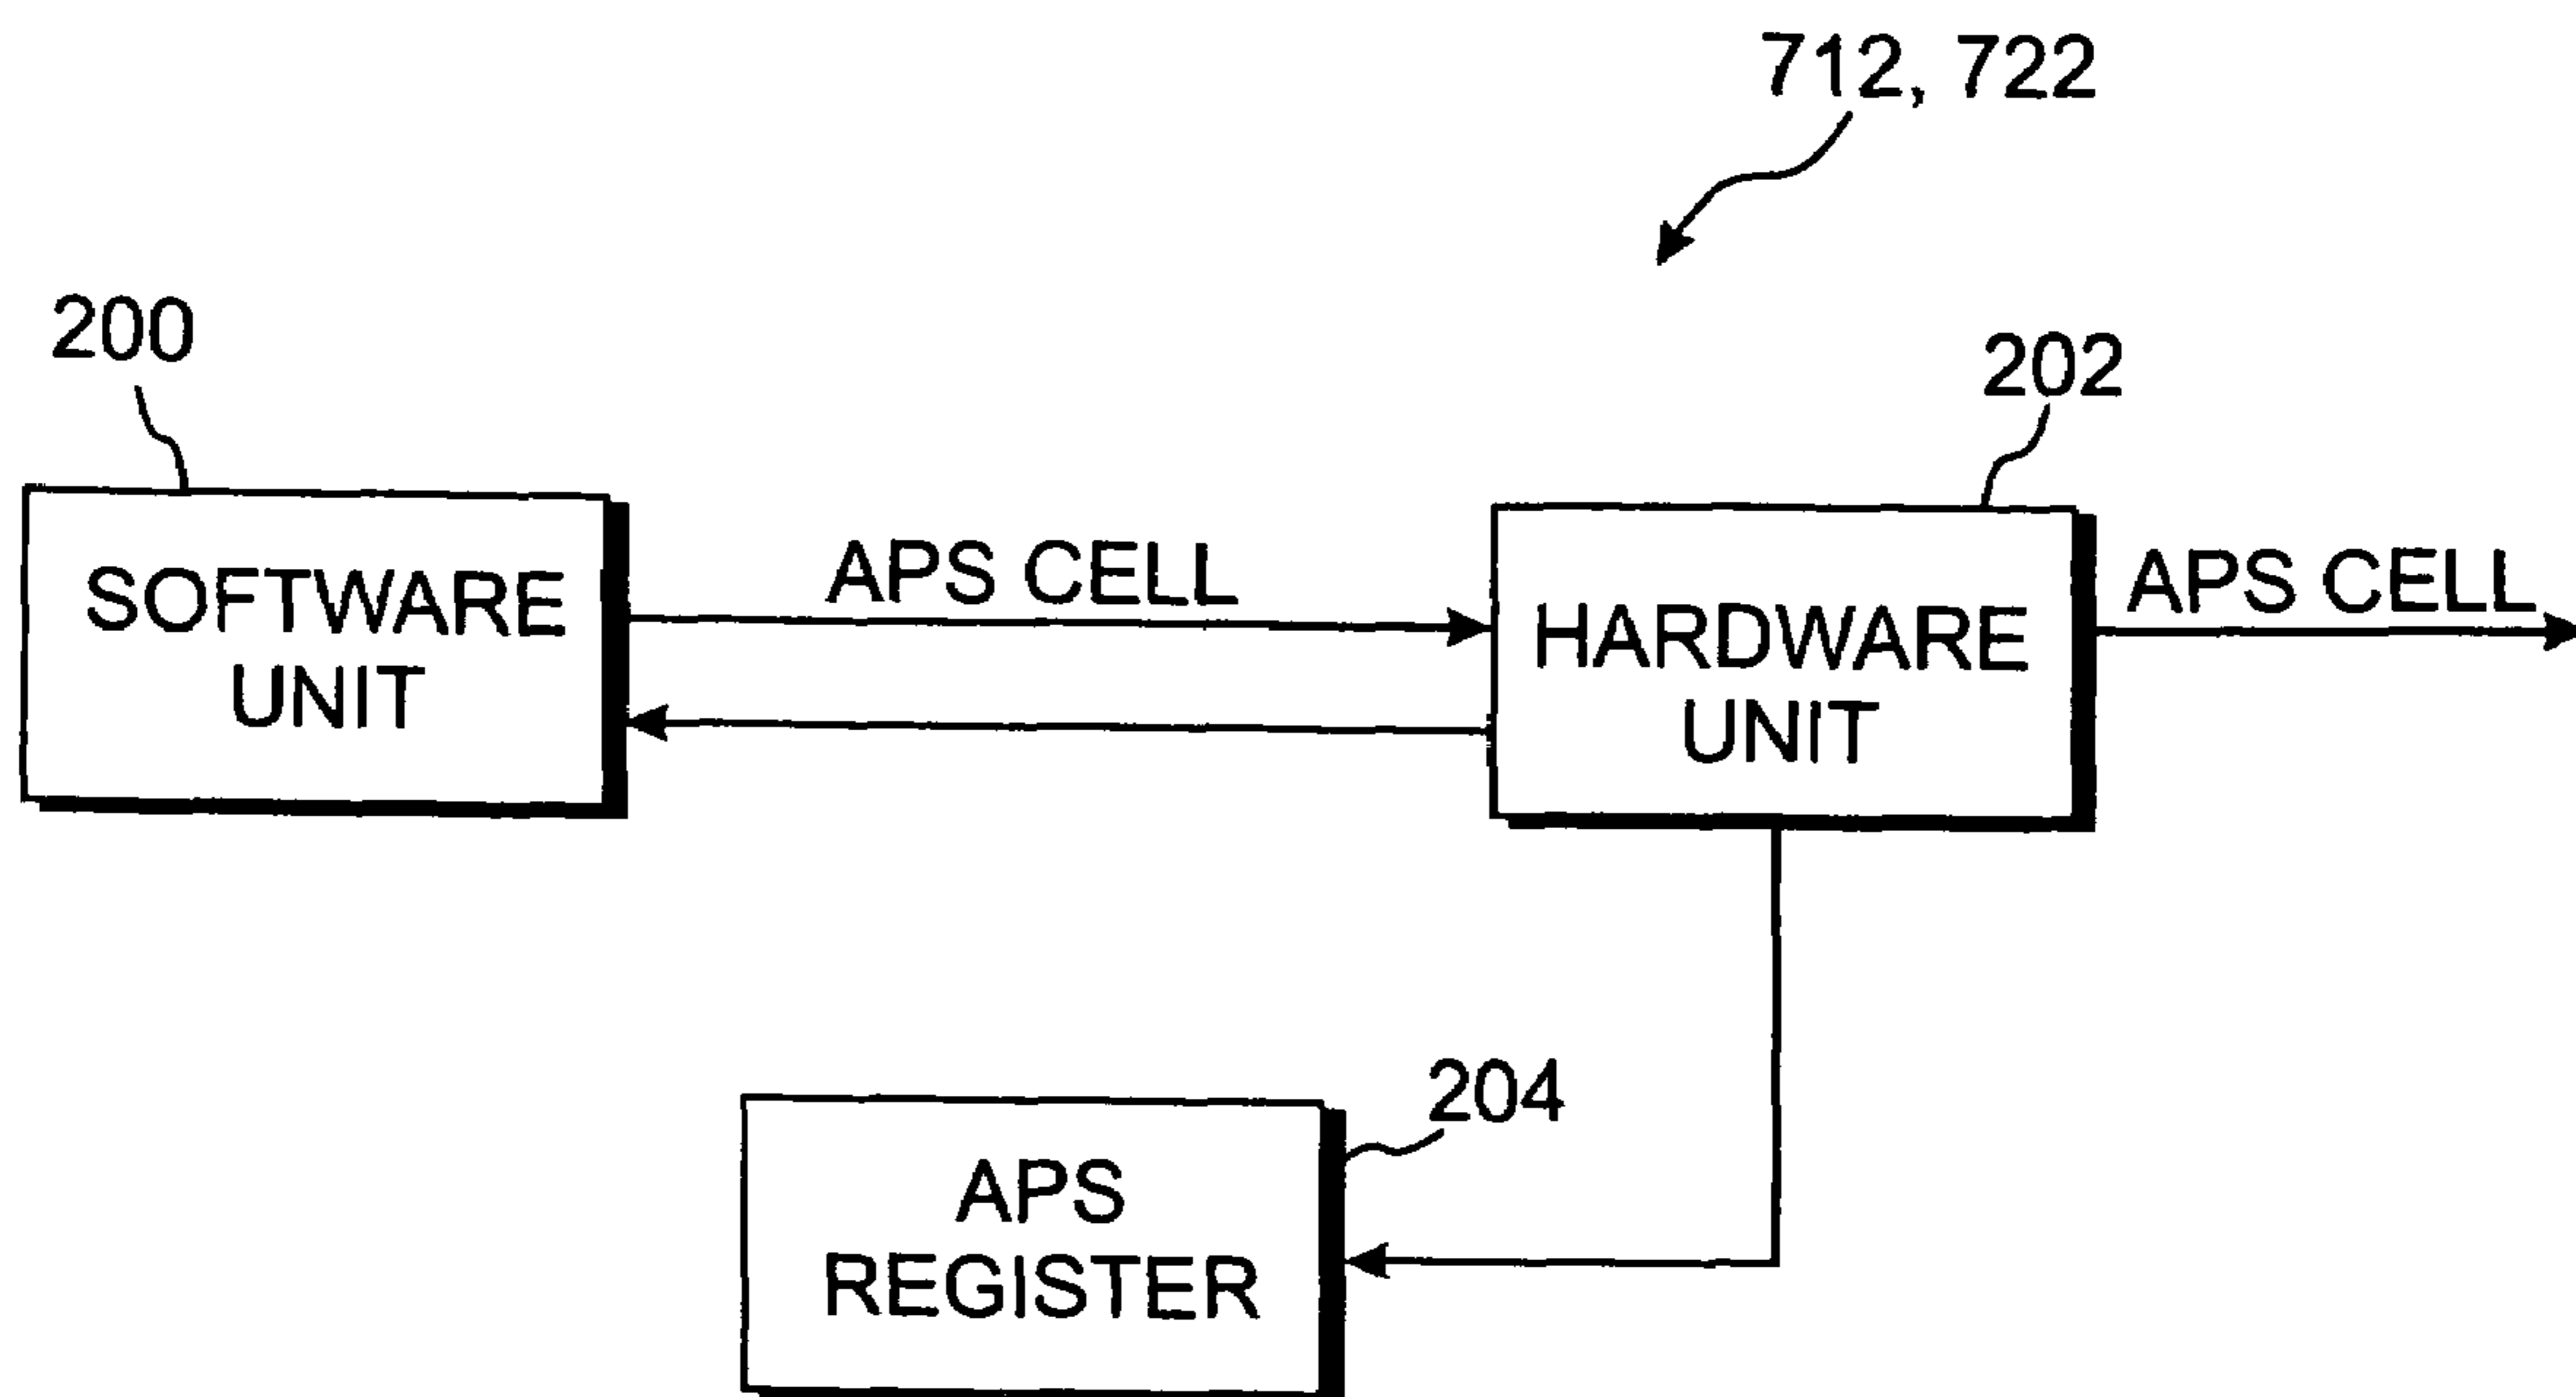 712, 722
200
202
SOFTWARE
UNIT
APS CELL
HARDWARE
UNIT
APS CELL
204
APS
REGISTER